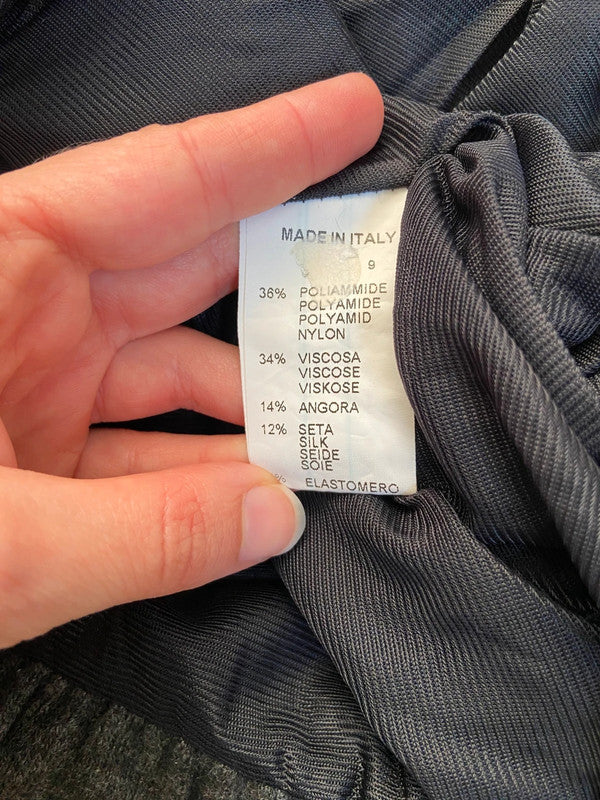 MADE IN ITALY
9
36% POLIAMMIDE
POLYAMIDE
POLYAMID
NYLON
34% VISCOSA
VISCOSE
VISKOSE
14% ANGORA
12% SETA
SILK
SEIDE
SOIE
% ELASTOMERO